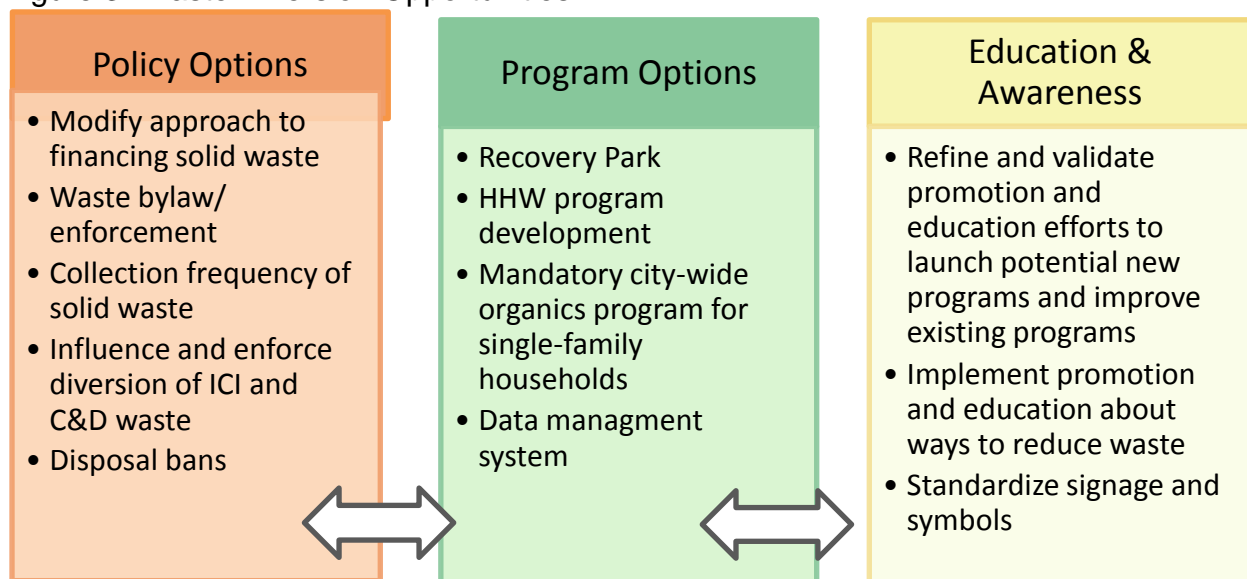 Policy Options
• Modify approach to
financing solid waste
• Waste bylaw/
enforcement
• Collection frequency of
solid waste
• Influence and enforce
diversion of ICI and
C&D waste
• Disposal bans
Program Options
• Recovery Park
• HHW program
development
• Mandatory city-wide
organics program for
single-family
households
• Data managment
system
Education &
Awareness
• Refine and validate
promotion and
education efforts to
launch potential new
programs and improve
existing programs
• Implement promotion
and education about
ways to reduce waste
• Standardize signage and
symbols